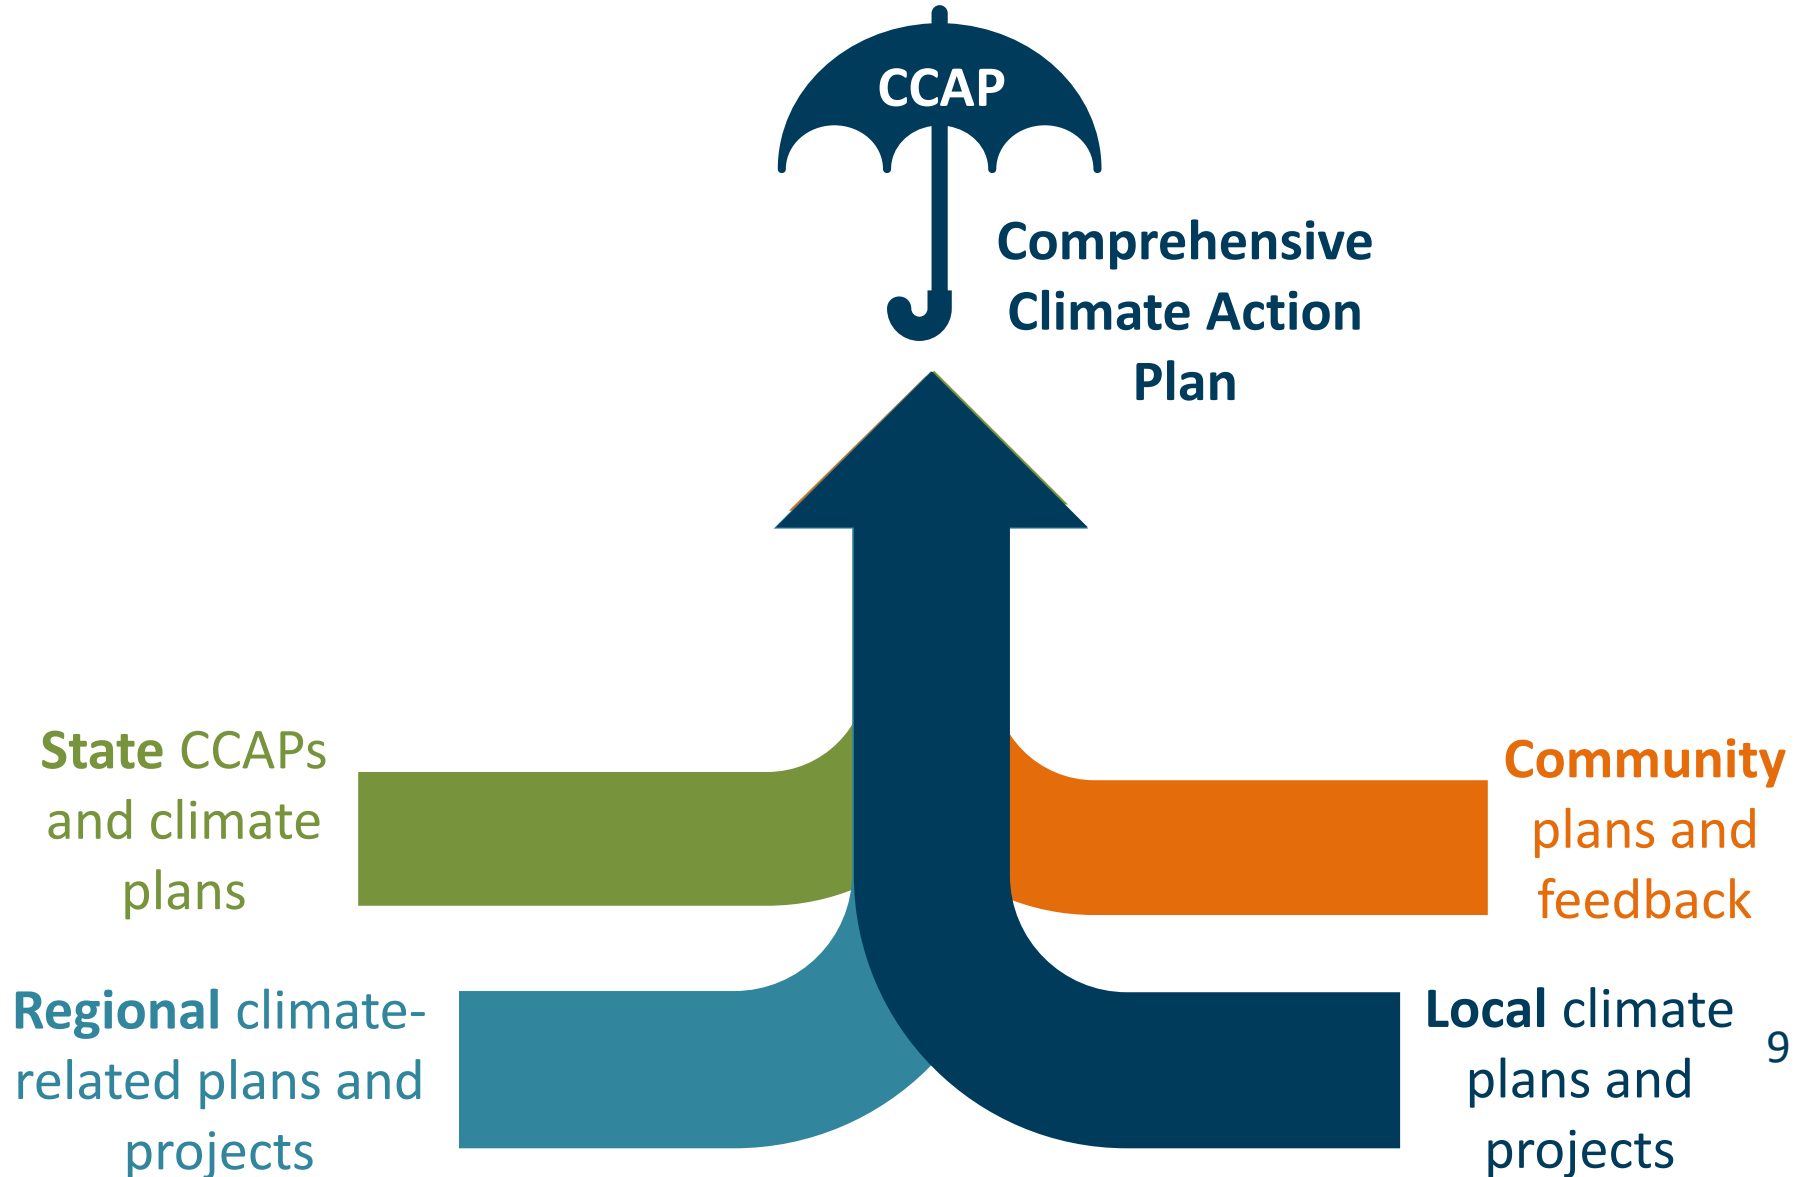 CCAP
Comprehensive
Climate Action
Plan
State CCAPs
and climate
plans
Community
plans and
feedback
Regional climate-
related plans and
projects
Local climate
plans and
projects
9